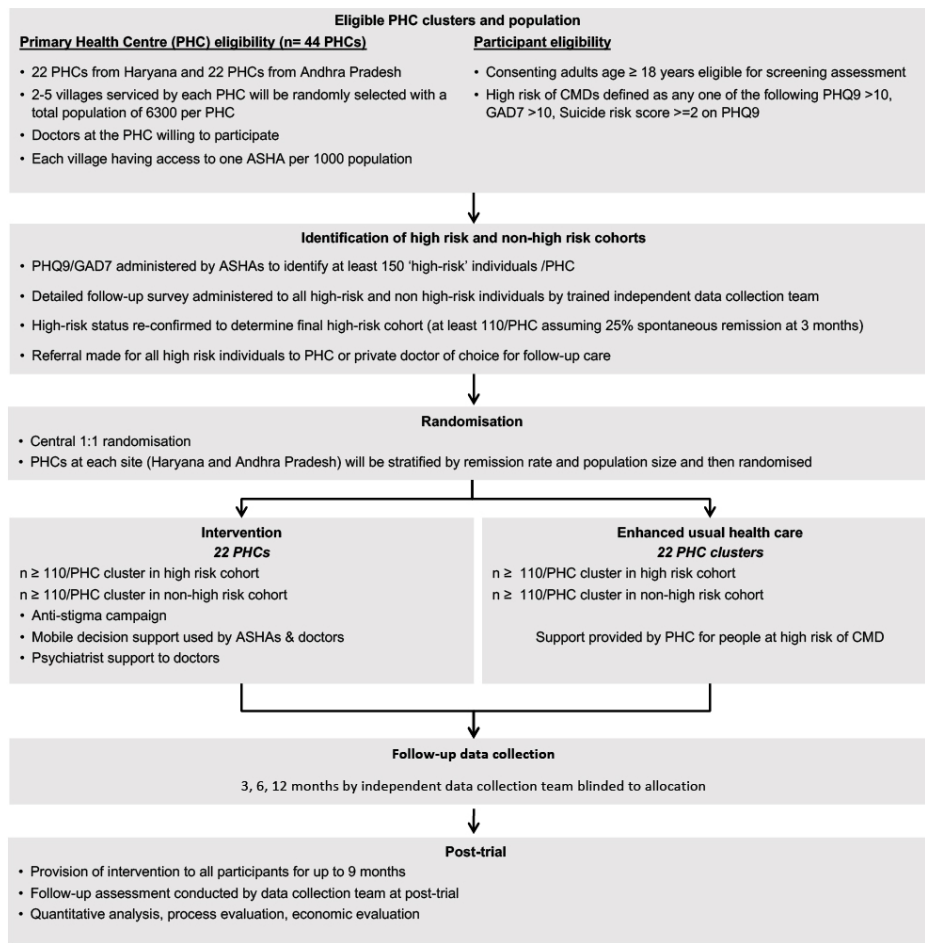 Eligible PHC clusters and population
Primary Health Centre (PHC) eligibility (n= 44 PHCs)
• 22 PHCs from Haryana and 22 PHCs from Andhra Pradesh
• 2-5 villages serviced by each PHC will be randomly selected with a
total population of 6300 per PHC
• Doctors at the PHC willing to participate
• Each village having access to one ASHA per 1000 population
Participant eligibility
• Consenting adults age ≥ 18 years eligible for screening assessment
• High risk of CMDs defined as any one of the following PHQ9 >10,
GAD7 >10, Suicide risk score >=2 on PHQ9
Identification of high risk and non-high risk cohorts
• PHQ9/GAD7 administered by ASHAs to identify at least 150 ‘high-risk’ individuals /PHC
• Detailed follow-up survey administered to all high-risk and non high-risk individuals by trained independent data collection team
• High-risk status re-confirmed to determine final high-risk cohort (at least 110/PHC assuming 25% spontaneous remission at 3 months)
• Referral made for all high risk individuals to PHC or private doctor of choice for follow-up care
Randomisation
• Central 1:1 randomisation
• PHCs at each site (Haryana and Andhra Pradesh) will be stratified by remission rate and population size and then randomised
Intervention
22 PHCs
n ≥ 110/PHC cluster in high risk cohort
n ≥ 110/PHC cluster in non-high risk cohort
• Anti-stigma campaign
• Mobile decision support used by ASHAs & doctors
• Psychiatrist support to doctors
Enhanced usual health care
22 PHC clusters
n ≥ 110/PHC cluster in high risk cohort
n ≥ 110/PHC cluster in non-high risk cohort
Support provided by PHC for people at high risk of CMD
Follow-up data collection
3, 6, 12 months by independent data collection team blinded to allocation
Post-trial
• Provision of intervention to all participants for up to 9 months
• Follow-up assessment conducted by data collection team at post-trial
• Quantitative analysis, process evaluation, economic evaluation